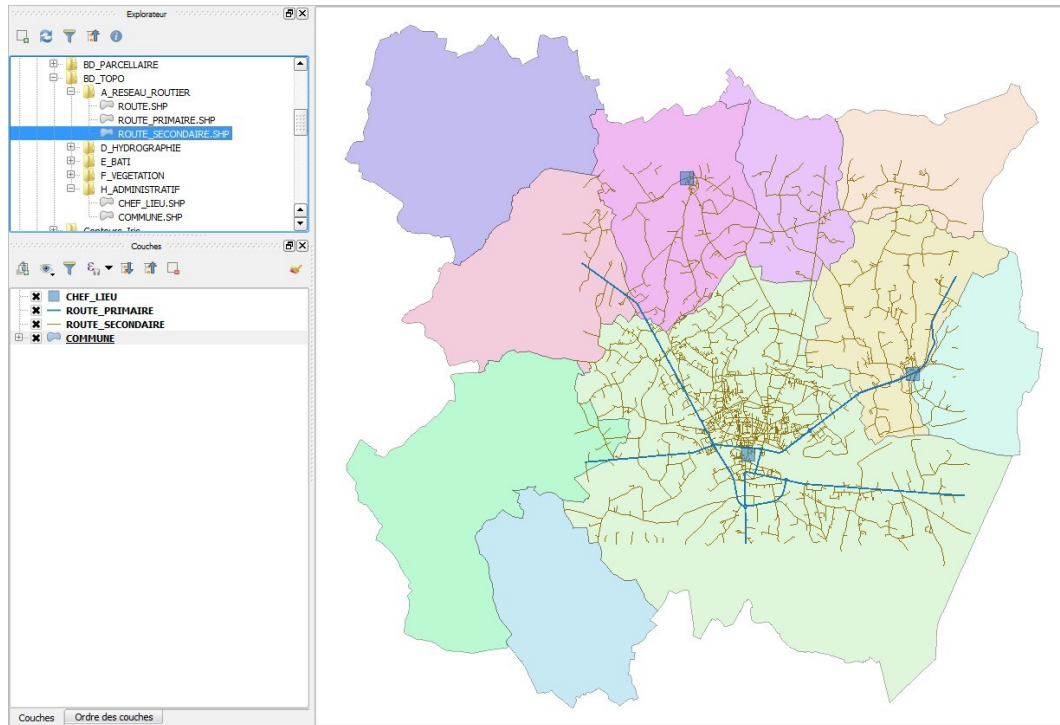 Explorateur
BD_PARCELLAIRE
BD_TOPO
A_RESEAU_ROUTIER
ROUTE.SHP
ROUTE_PRIMAIRE.SHP
ROUTE_SECONDAIRE.SHP
D_HYDROGRAPHIE
E_BATI
F_VEGETATION
H_ADMINISTRATIF
CHEF_LIEU.SHP
COMMUNE.SHP
Contours_Iris
Couches
CHEF_LIEU
ROUTE_PRIMAIRE
ROUTE_SECONDAIRE
COMMUNE
Couches
Ordre des couches